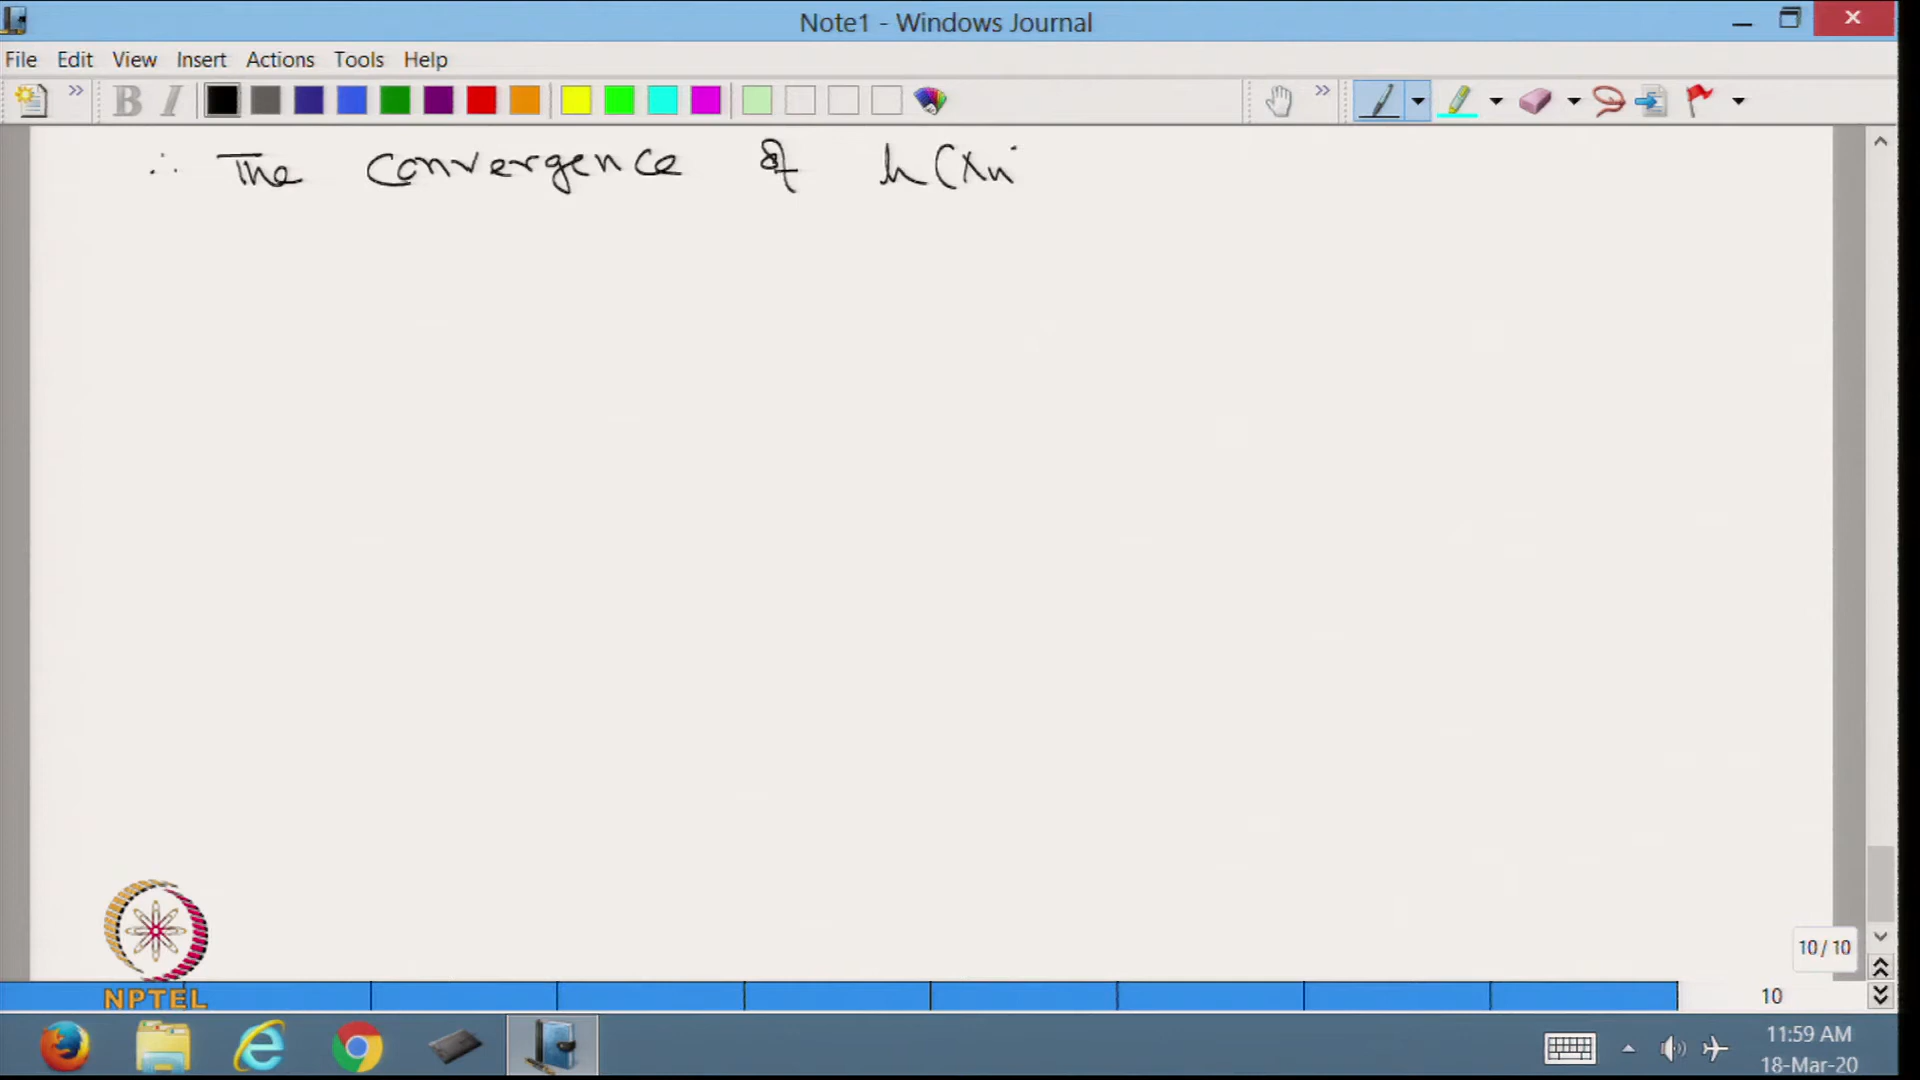 Note1 - Windows Journal
File Edit View Insert Actions Tools Help
B I
∴ The convergence of h(Xn
10 / 10
NPTEL
10
11:59 AM
18-Mar-20